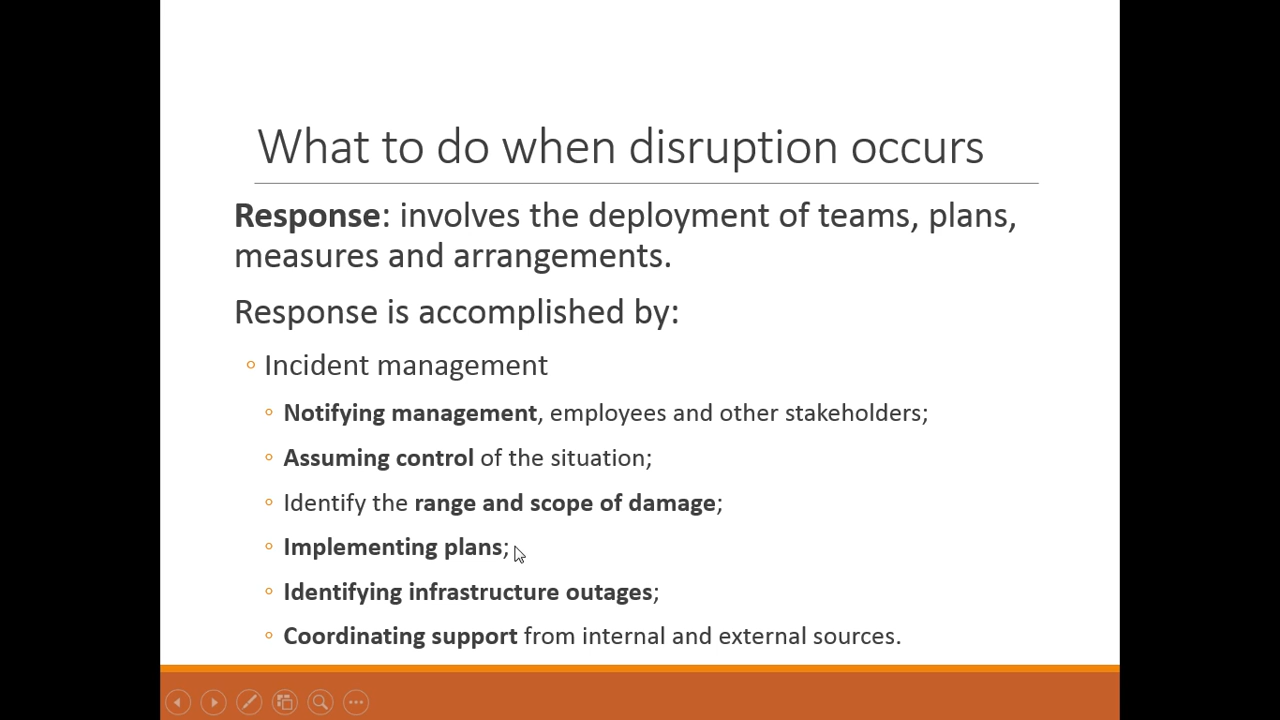 What to do when disruption occurs
Response: involves the deployment of teams, plans,
measures and arrangements.
Response is accomplished by:
Incident management
Notifying management, employees and other stakeholders;
Assuming control of the situation;
Identify the range and scope of damage;
Implementing plans;
Identifying infrastructure outages;
Coordinating support from internal and external sources.